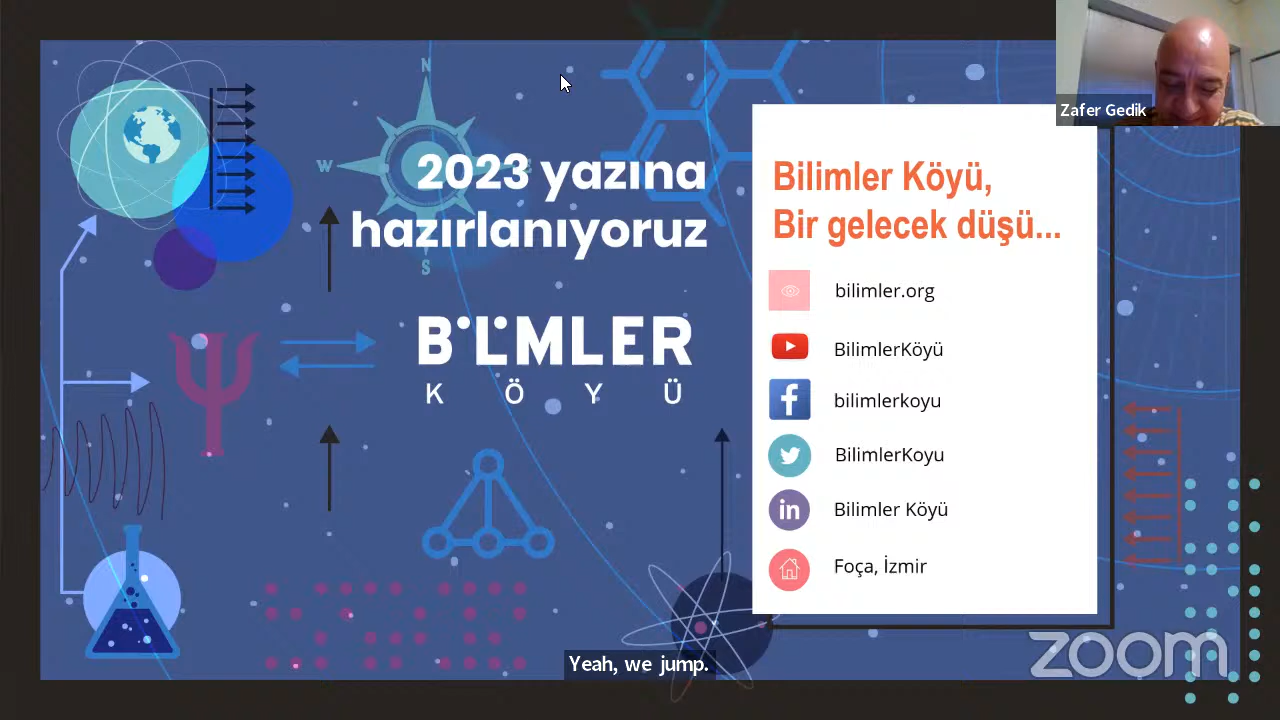 Zafer Gedik
N
W
S
2023 yazına
hazırlanıyoruz
BİLİMLER
KÖYÜ
Bilimler Köyü,
Bir gelecek düşü...
bilimler.org
BilimlerKöyü
bilimlerkoyu
BilimlerKoyu
Bilimler Köyü
Foça, İzmir
Yeah, we jump.
zoom